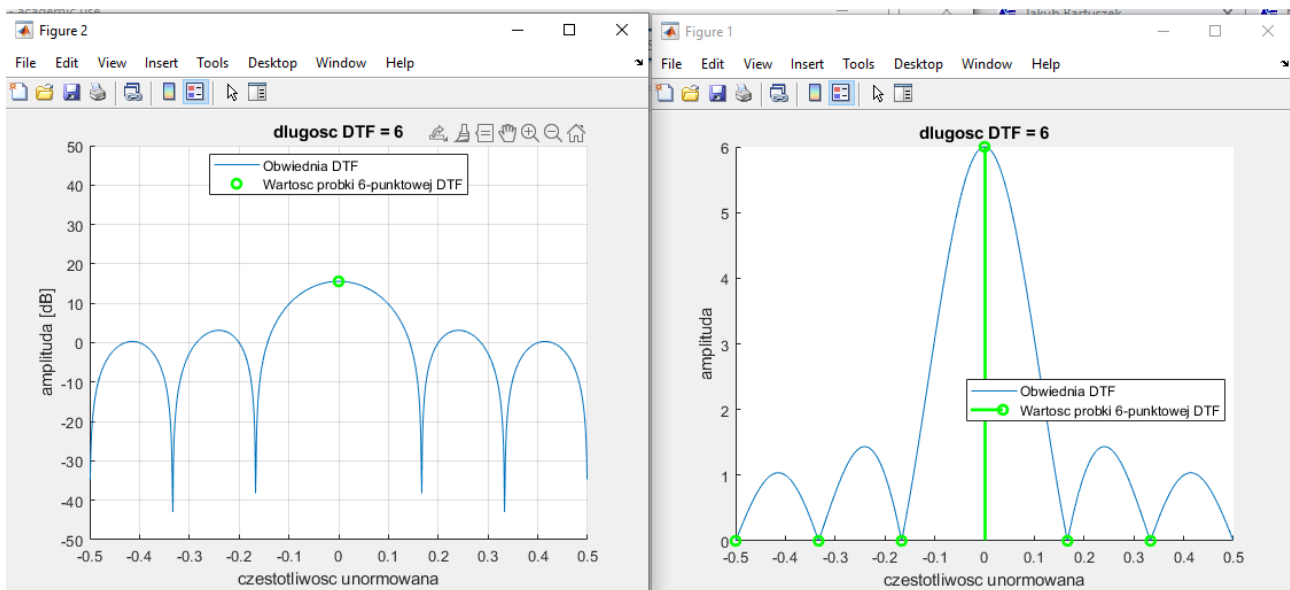 - academic use
Jakub Bartuszek
Figure 2
File Edit View Insert Tools Desktop Window Help
dlugosc DTF = 6
Obwiednia DTF
Wartosc probki 6-punktowej DTF
50
40
30
20
10
0
-10
-20
-30
-40
-50
amplituda [dB]
-0.5 -0.4 -0.3 -0.2 -0.1 0 0.1 0.2 0.3 0.4 0.5
czestotliwosc unormowana
Figure 1
File Edit View Insert Tools Desktop Window Help
dlugosc DTF = 6
6
5
4
3
2
1
0
amplituda
Obwiednia DTF
Wartosc probki 6-punktowej DTF
-0.5 -0.4 -0.3 -0.2 -0.1 0 0.1 0.2 0.3 0.4 0.5
czestotliwosc unormowana